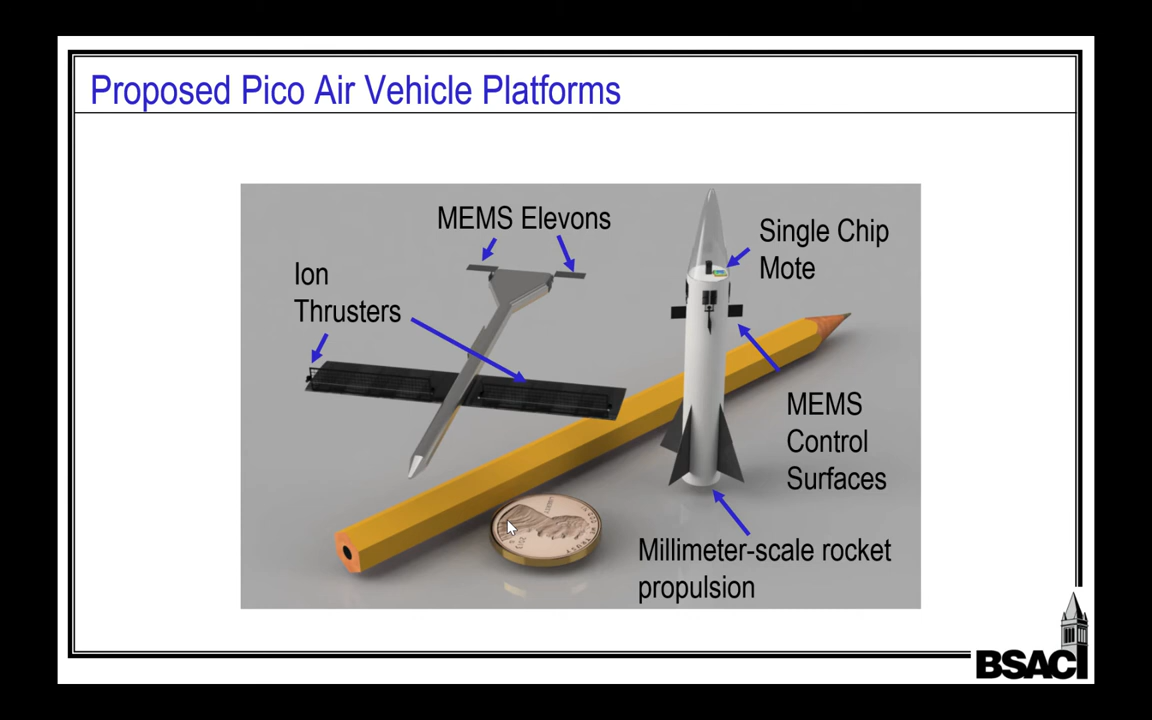 Proposed Pico Air Vehicle Platforms
MEMS Elevons
Single Chip
Mote
Ion
Thrusters
MEMS
Control
Surfaces
Millimeter-scale rocket
propulsion
BSAC